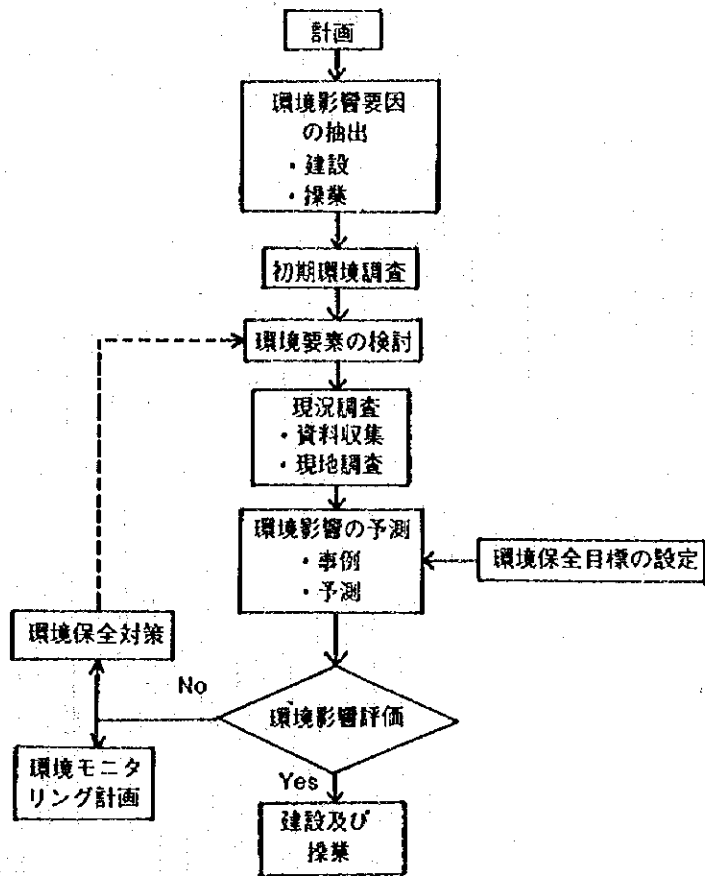 計画
環境影響要因
の抽出
・建設
・操業
初期環境調査
環境要素の検討
現況調査
・資料収集
・現地調査
環境影響の予測
・事例
・予測
環境保全目標の設定
環境保全対策
No
環境影響評価
環境モニタ
リング計画
Yes
建設及び
操業